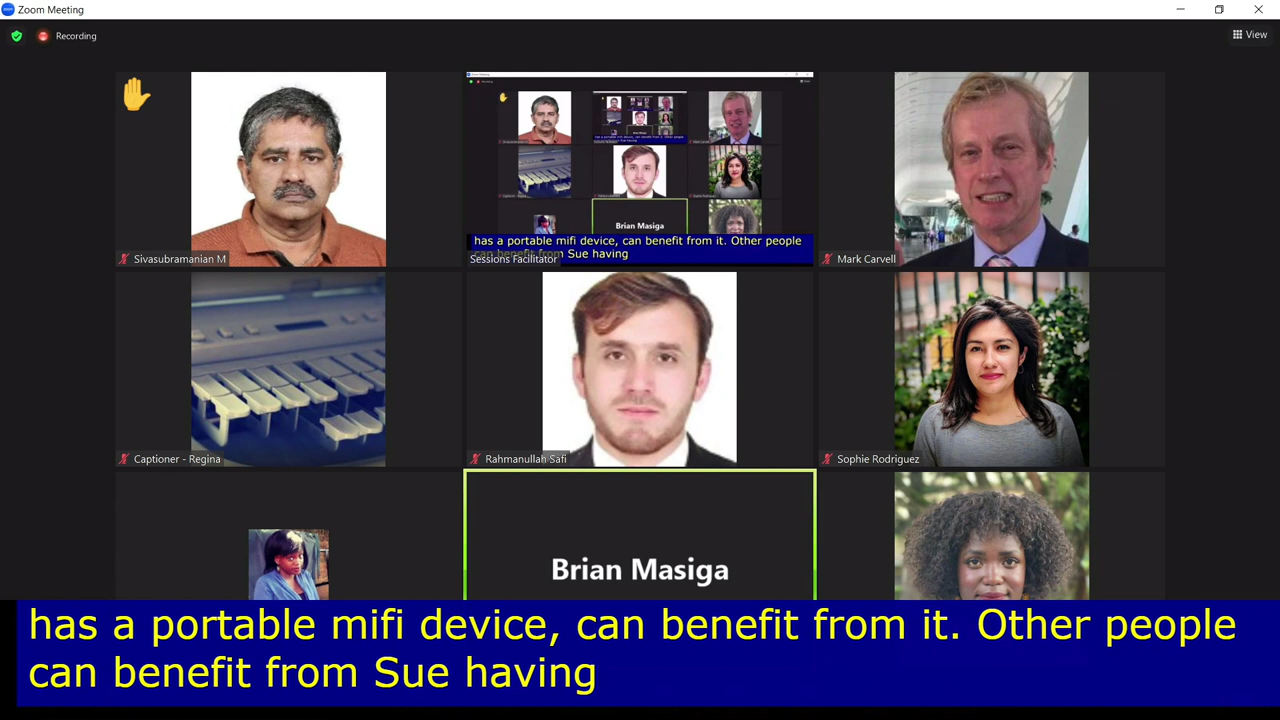 Zoom Meeting
Recording
View
Sivasubramanian M
has a portable mifi device, can benefit from it. Other people
can benefit from Sue having
Sessions Facilitator
Mark Carvell
Brian Masiga
Captioner - Regina
Rahmanullah Safi
Sophie Rodriguez
Brian Masiga
has a portable mifi device, can benefit from it. Other people
can benefit from Sue having